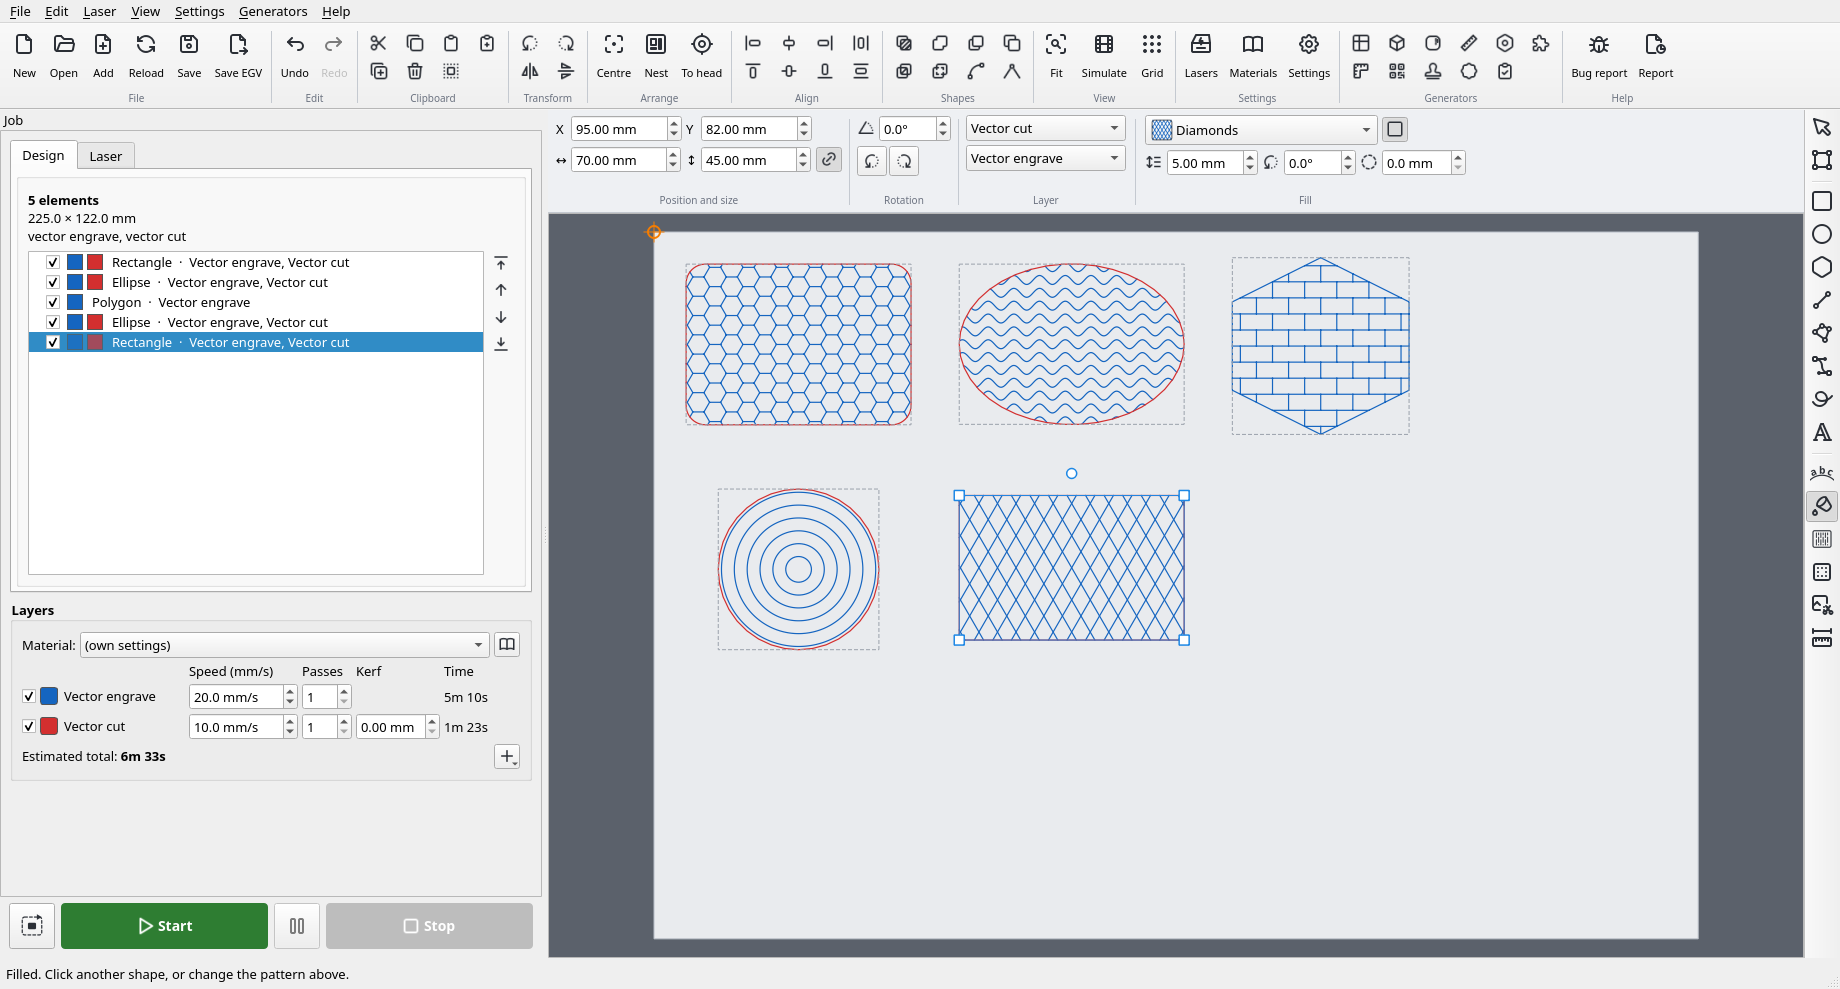 File Edit Laser View Settings Generators Help
New Open Add Reload Save Save EGV Undo Redo Centre Nest To head Fit Simulate Grid Lasers Materials Settings Bug report Report
File Edit Clipboard Transform Arrange Align Shapes View Settings Generators Help
Job
Design Laser
5 elements
225.0 × 122.0 mm
vector engrave, vector cut
Rectangle · Vector engrave, Vector cut
Ellipse · Vector engrave, Vector cut
Polygon · Vector engrave
Ellipse · Vector engrave, Vector cut
Rectangle · Vector engrave, Vector cut
Layers
Material: (own settings)
Speed (mm/s) Passes Kerf Time
Vector engrave 20.0 mm/s 1 5m 10s
Vector cut 10.0 mm/s 1 0.00 mm 1m 23s
Estimated total: 6m 33s
Start Stop
X 95.00 mm Y 82.00 mm 0.0° Vector cut Diamonds
70.00 mm 45.00 mm Vector engrave 5.00 mm 0.0° 0.0 mm
Position and size Rotation Layer Fill
A
abc
Filled. Click another shape, or change the pattern above.